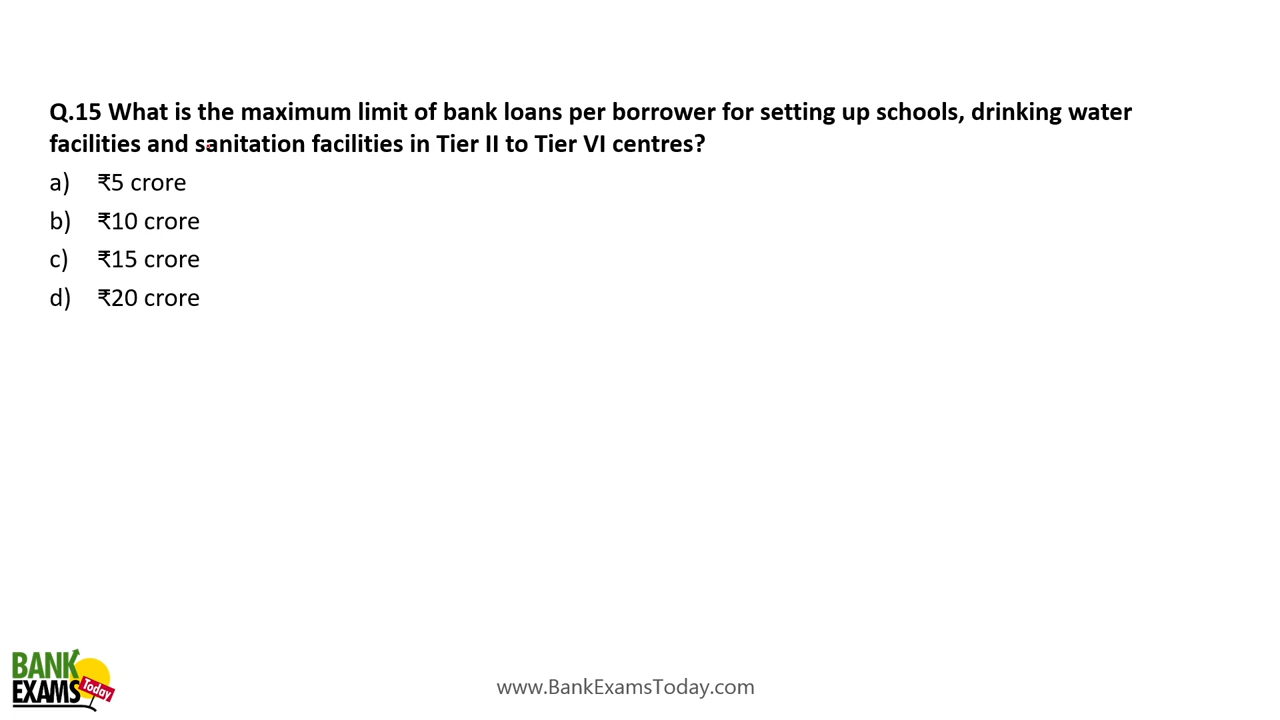 Q.15 What is the maximum limit of bank loans per borrower for setting up schools, drinking water
facilities and sanitation facilities in Tier II to Tier VI centres?
a) ₹5 crore
b) ₹10 crore
c) ₹15 crore
d) ₹20 crore
BANK
EXAMS
Today
www.BankExamsToday.com